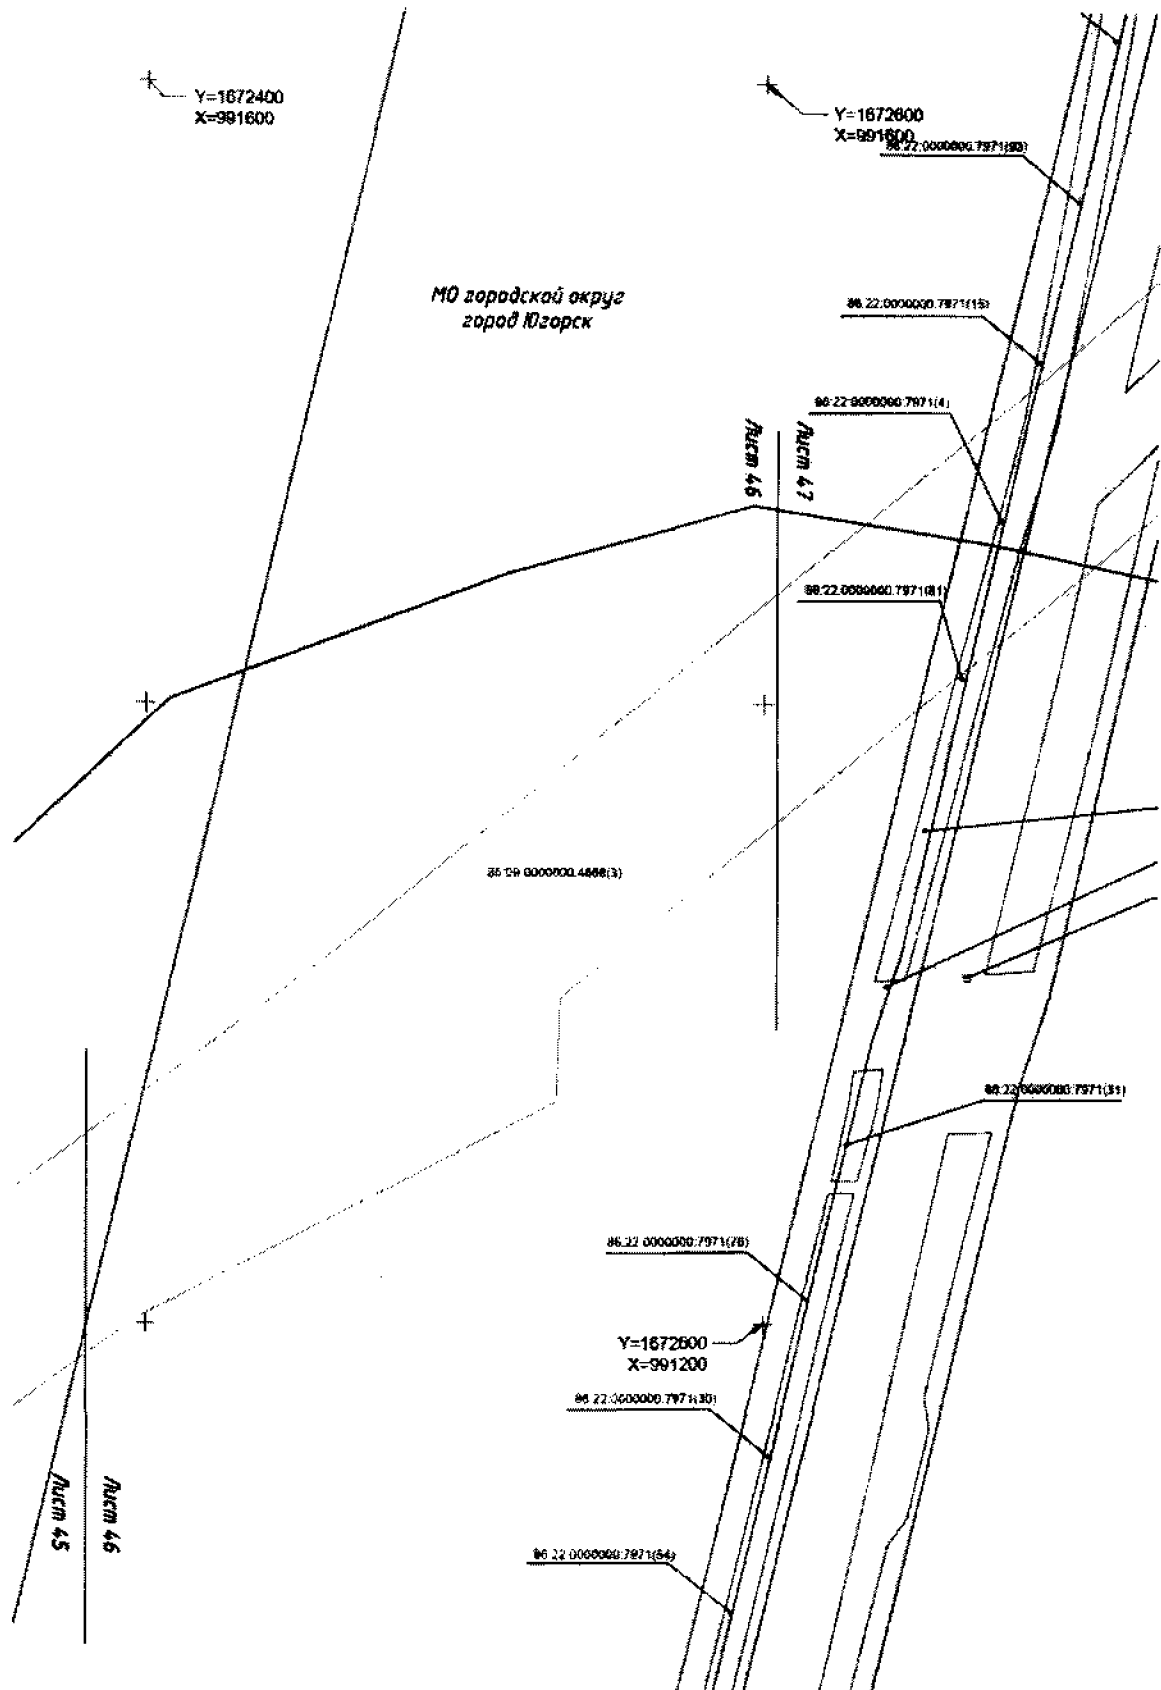 Y=1672400
X=991600
Y=1672600
X=991600
86:22:0000000:7971(93)
МО городской округ
город Югорск
86:22:0000000:7971(15)
86:22:0000000:7971(4)
Лист 46
Лист 47
86:22:0000000:7971(81)
86:09:0000000:4668(3)
86:22:0000000:7971(31)
86:22:0000000:7971(78)
Y=1672600
X=991200
86:22:0000000:7971(30)
Лист 45
Лист 46
86:22:0000000:7971(54)